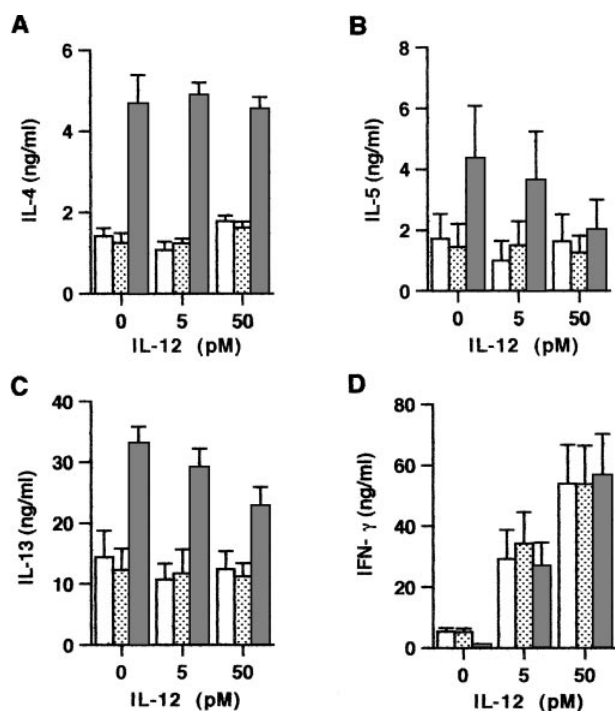 A
IL-4 (ng/ml)
6
4
2
0
0 5 50
IL-12 (pM)
B
IL-5 (ng/ml)
8
6
4
2
0
0 5 50
IL-12 (pM)
C
IL-13 (ng/ml)
40
30
20
10
0
0 5 50
IL-12 (pM)
D
IFN- γ (ng/ml)
80
60
40
20
0
0 5 50
IL-12 (pM)